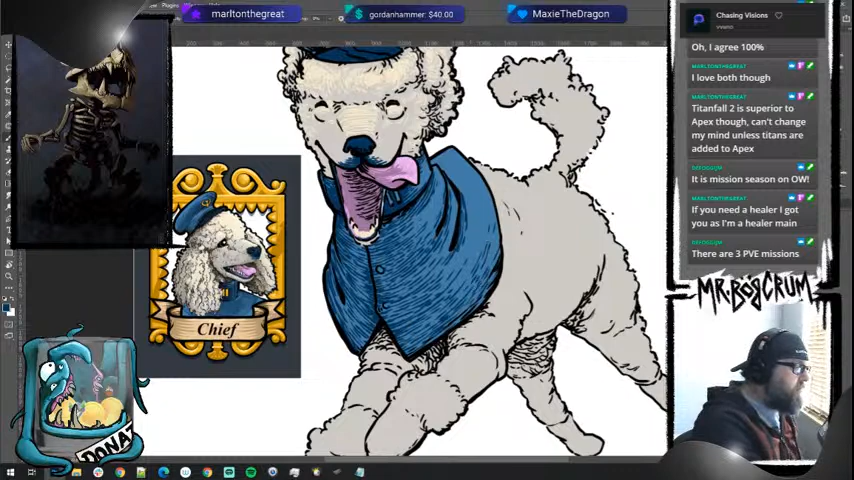 marltonthegreat
gordanhammer: $40.00
MaxieTheDragon
Chasing Visions
Oh, I agree 100%
MARLTONTHEGREAT
I love both though
MARLTONTHEGREAT
Titanfall 2 is superior to
Apex though, can't change
my mind unless titans are
added to Apex
It is mission season on OW!
MARLTONTHEGREAT
If you need a healer I got
you as I'm a healer main
There are 3 PVE missions
MR.BOGCRUM
Chief
DONAT